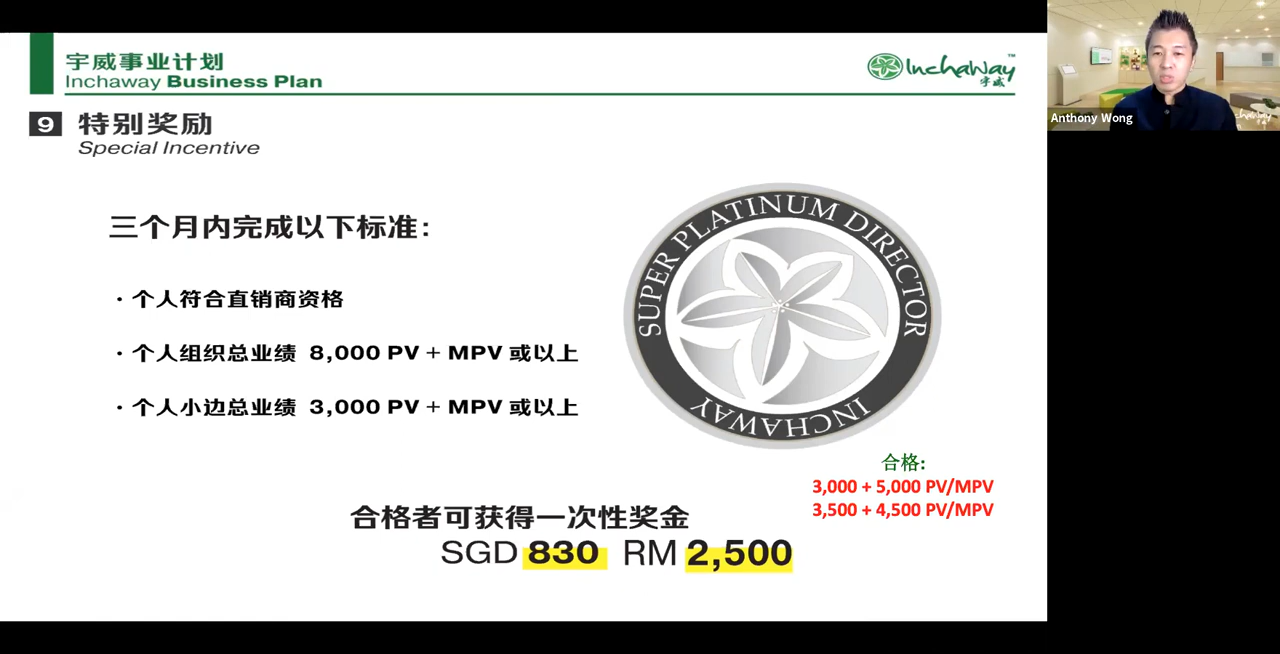 宇威事业计划
Inchaway Business Plan
Inchaway™
宇威
9 特别奖励
Special Incentive
三个月内完成以下标准:
· 个人符合直销商资格
· 个人组织总业绩 8,000 PV + MPV 或以上
· 个人小边总业绩 3,000 PV + MPV 或以上
SUPER PLATINUM DIRECTOR
INCHAWAY
合格:
3,000 + 5,000 PV/MPV
3,500 + 4,500 PV/MPV
合格者可获得一次性奖金
SGD 830 RM 2,500
Anthony Wong